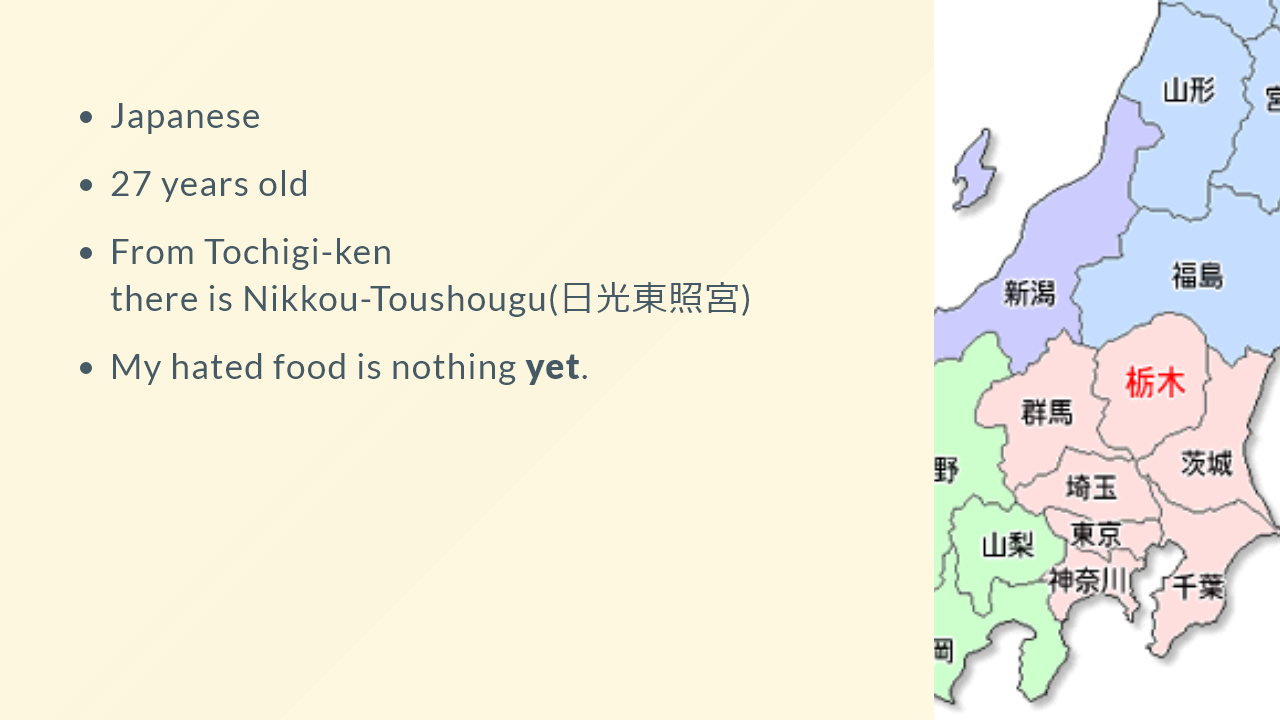 Japanese
27 years old
From Tochigi-ken
there is Nikkou-Toushougu(日光東照宮)
My hated food is nothing yet.
山形
宮
新潟
福島
栃木
群馬
茨城
野
埼玉
東京
山梨
神奈川
千葉
岡